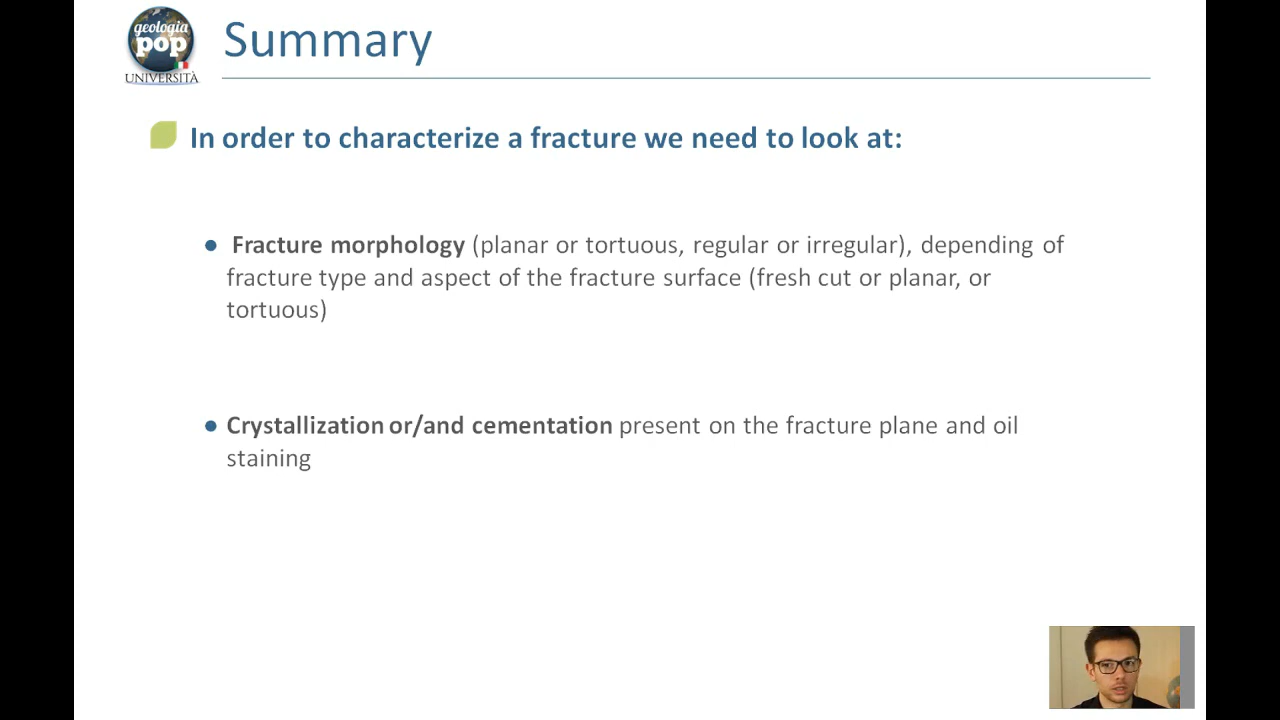 geologia
pop
UNIVERSITÀ
Summary
In order to characterize a fracture we need to look at:
Fracture morphology (planar or tortuous, regular or irregular), depending of
fracture type and aspect of the fracture surface (fresh cut or planar, or
tortuous)
Crystallization or/and cementation present on the fracture plane and oil
staining